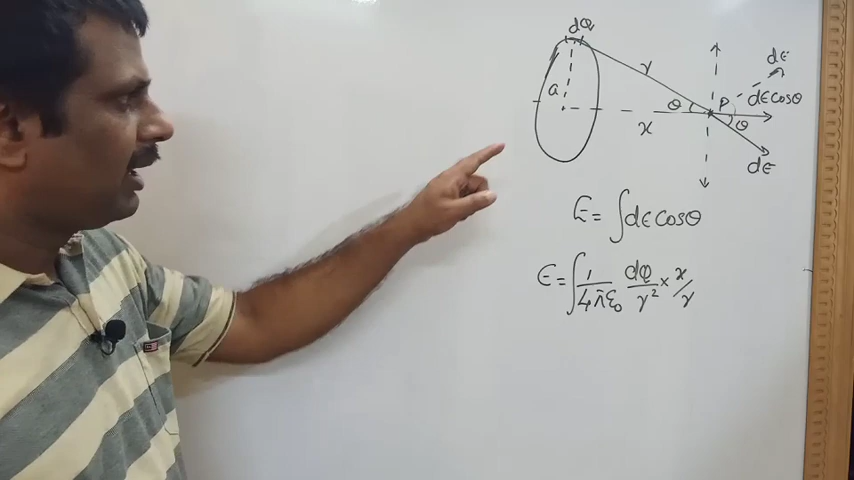 dQ
r
dE
a
θ
P
dE cosθ
x
θ
dE
E = ∫dE cosθ
E = ∫ 1/4πε₀ dQ/r² × x/r